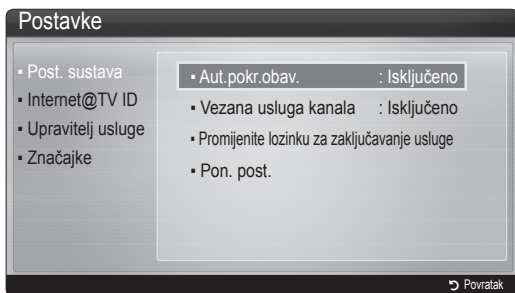 Postavke
▪ Post. sustava
▪ Internet@TV ID
▪ Upravitelj usluge
▪ Značajke
▪ Aut.pokr.obav. : Isključeno
▪ Vezana usluga kanala : Isključeno
▪ Promijenite lozinku za zaključavanje usluge
▪ Pon. post.
Povratak